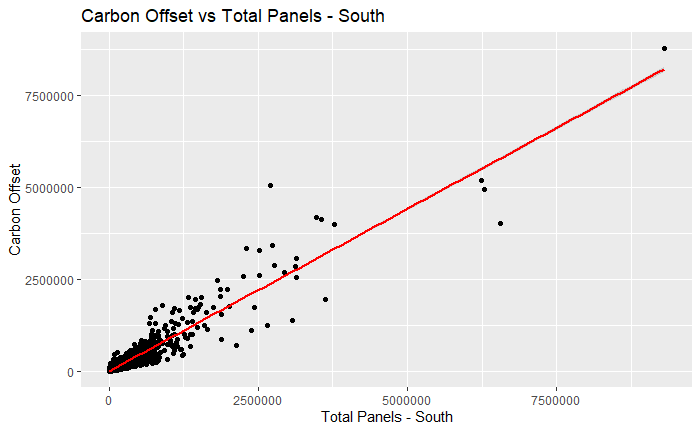 Carbon Offset vs Total Panels - South
Carbon Offset
7500000
5000000
2500000
0
0 2500000 5000000 7500000
Total Panels - South